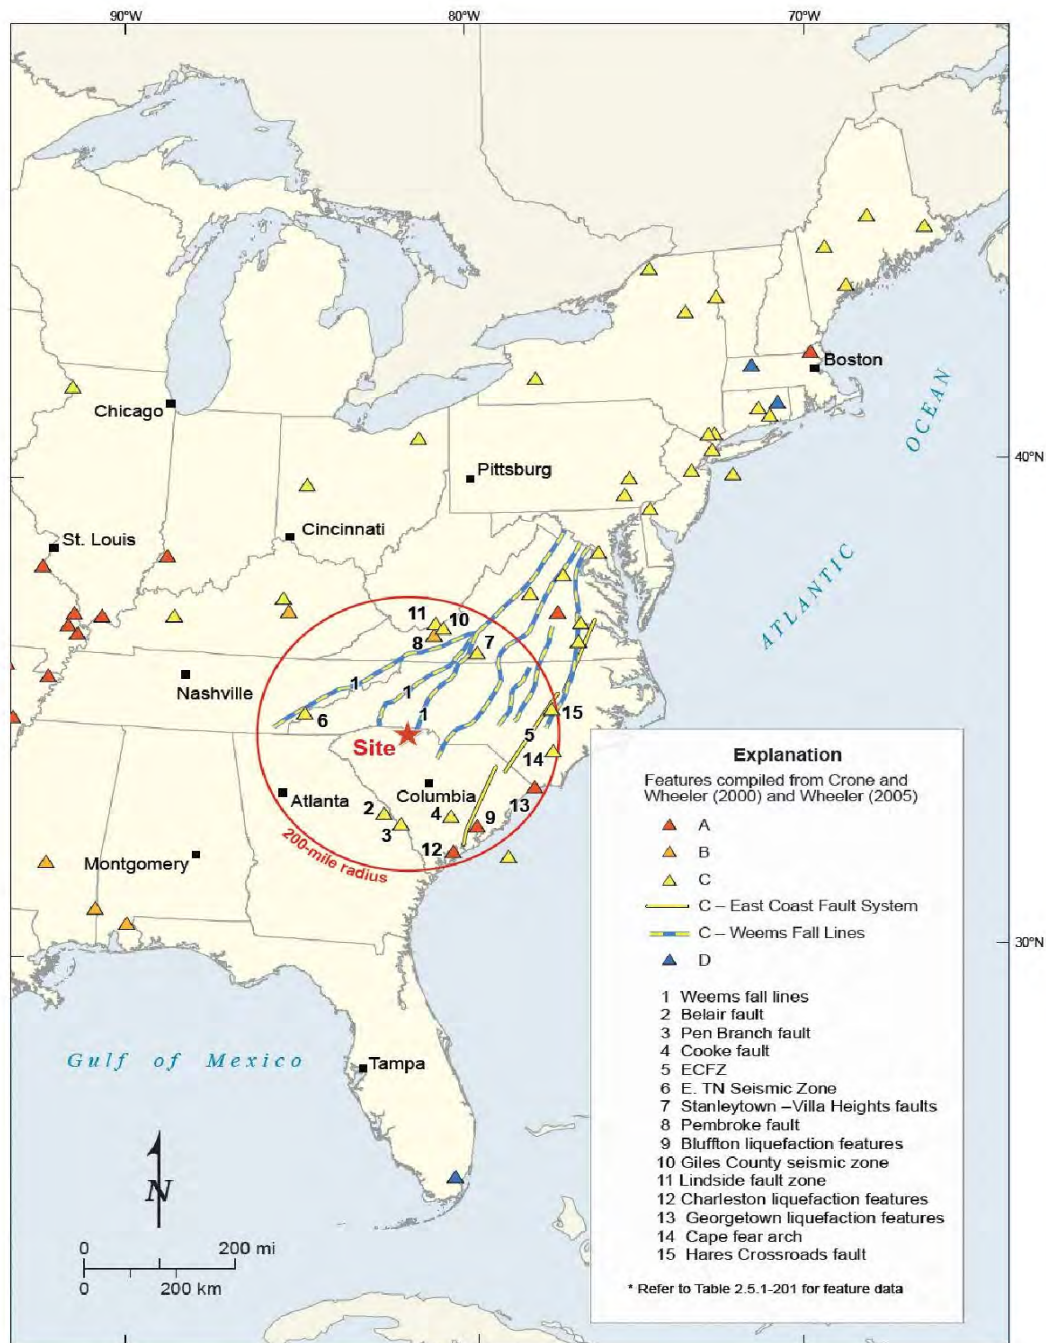 90°W
80°W
70°W
Boston
Chicago
OCEAN
Pittsburg
40°N
Cincinnati
St. Louis
ATLANTIC
11
10
8
7
1
Nashville
1
1
6
15
5
Site
14
Explanation
Features compiled from Crone and
Wheeler (2000) and Wheeler (2005)
A
B
C
C – East Coast Fault System
C – Weems Fall Lines
D
Atlanta
Columbia
13
2
4
9
3
12
200-mile radius
Montgomery
30°N
1 Weems fall lines
2 Belair fault
3 Pen Branch fault
4 Cooke fault
5 ECFZ
6 E. TN Seismic Zone
7 Stanleytown –Villa Heights faults
8 Pembroke fault
9 Bluffton liquefaction features
10 Giles County seismic zone
11 Lindside fault zone
12 Charleston liquefaction features
13 Georgetown liquefaction features
14 Cape fear arch
15 Hares Crossroads fault
* Refer to Table 2.5.1-201 for feature data
Gulf of Mexico
Tampa
N
0 200 mi
0 200 km